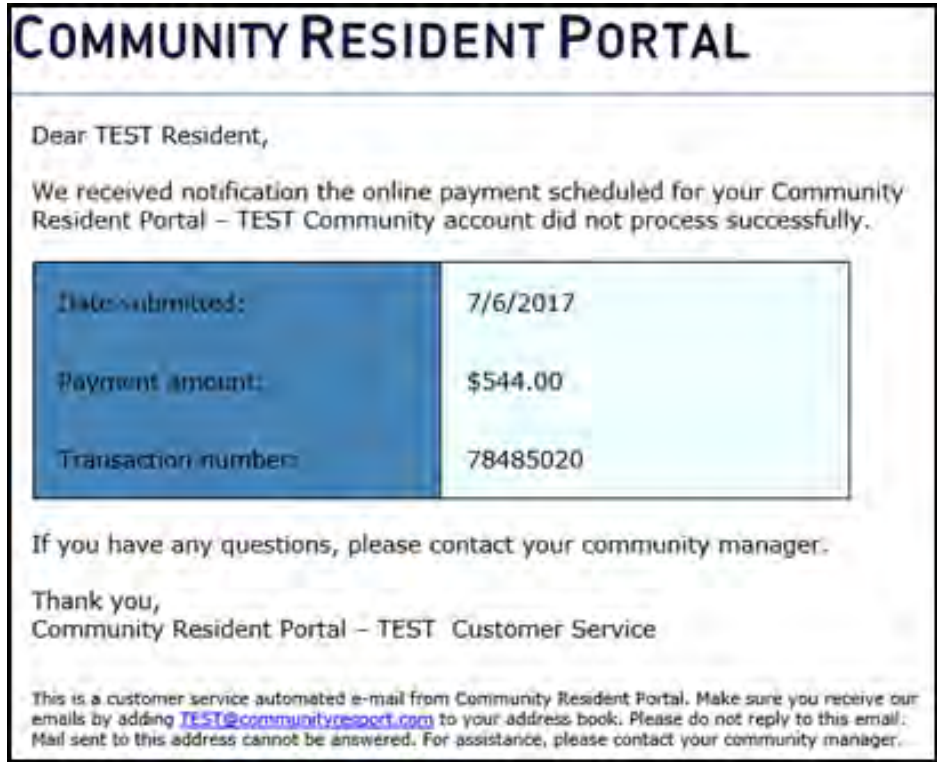 COMMUNITY RESIDENT PORTAL
Dear TEST Resident,
We received notification the online payment scheduled for your Community
Resident Portal – TEST Community account did not process successfully.
Date submitted: 7/6/2017
Payment amount: $544.00
Transaction number: 78485020
If you have any questions, please contact your community manager.
Thank you,
Community Resident Portal – TEST  Customer Service
This is a customer service automated e-mail from Community Resident Portal. Make sure you receive our
emails by adding TEST@communityresport.com to your address book. Please do not reply to this email.
Mail sent to this address cannot be answered. For assistance, please contact your community manager.